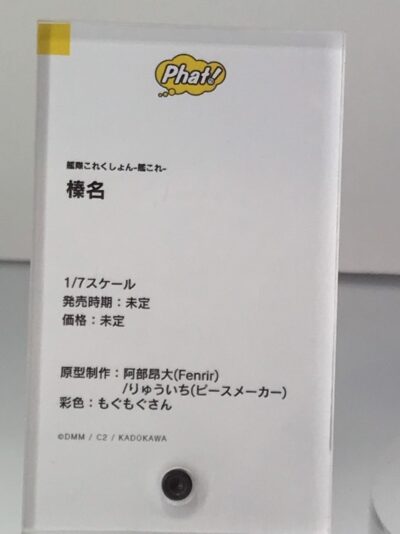 Phat!
艦隊これくしょん-艦これ-
榛名
1/7スケール
発売時期：未定
価格：未定
原型制作：阿部昂大(Fenrir)
/りゅういち(ピースメーカー)
彩色：もぐもぐさん
©DMM / C2 / KADOKAWA